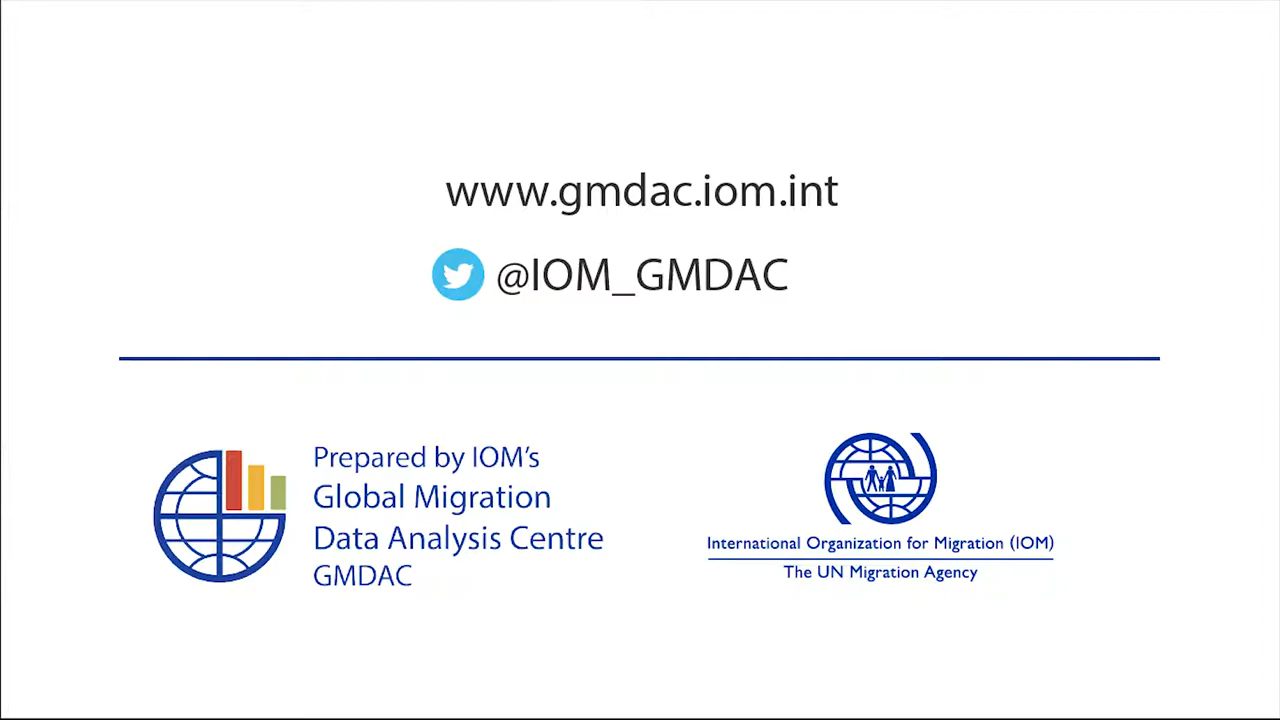 www.gmdac.iom.int
@IOM_GMDAC
Prepared by IOM’s
Global Migration
Data Analysis Centre
GMDAC
International Organization for Migration (IOM)
The UN Migration Agency